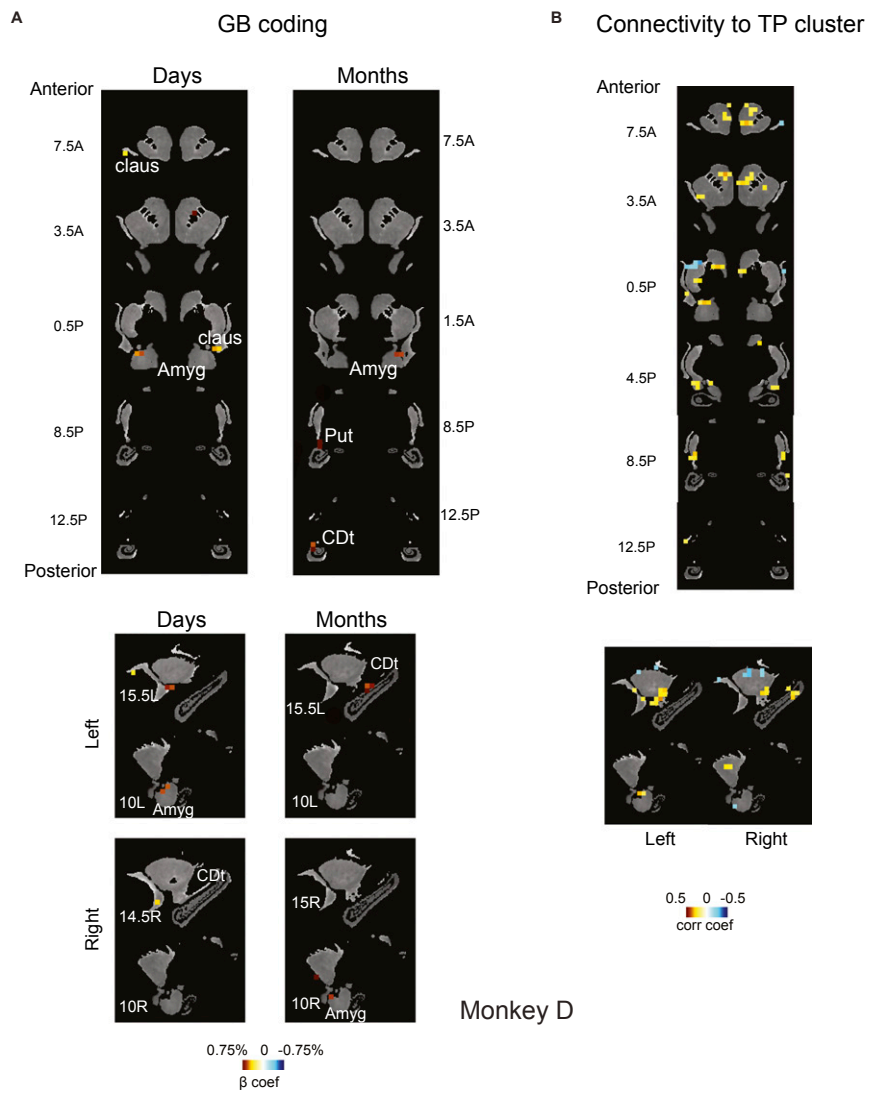 A
GB coding
B
Connectivity to TP cluster
Days
Months
Anterior
7.5A
claus
7.5A
3.5A
3.5A
0.5P
claus
Amyg
1.5A
Amyg
8.5P
Put
8.5P
12.5P
CDt
12.5P
Posterior
Anterior
7.5A
3.5A
0.5P
4.5P
8.5P
12.5P
Posterior
Days
Months
Left
15.5L
10L
Amyg
CDt
15.5L
10L
Right
CDt
14.5R
10R
15R
10R
Amyg
Left
Right
0.5 0 -0.5
corr coef
Monkey D
0.75% 0 -0.75%
β coef